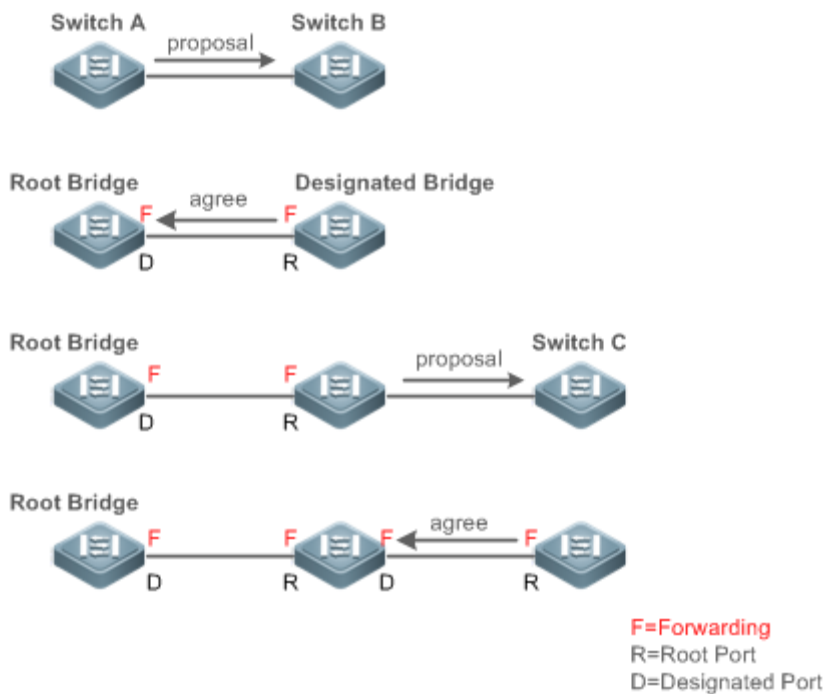 Switch A
Switch B
proposal
Root Bridge
Designated Bridge
F
agree
F
D
R
Root Bridge
Switch C
F
F
proposal
D
R
Root Bridge
F
F
F
agree
F
D
R
D
R
F=Forwarding
R=Root Port
D=Designated Port